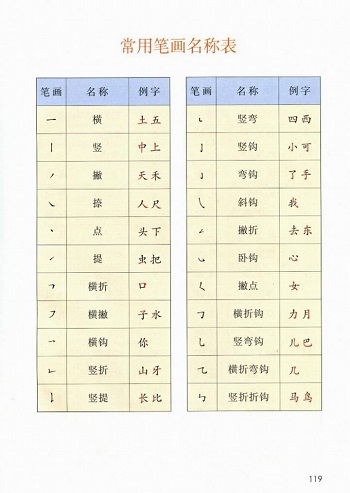 常用笔画名称表
笔画 名称 例字
㇐ 横 土五
㇑ 竖 中上
㇒ 撇 天禾
㇏ 捺 人尺
㇔ 点 头下
㇀ 提 虫把
㇕ 横折 口
㇇ 横撇 子水
㇖ 横钩 你
㇗ 竖折 山牙
㇙ 竖提 长比
笔画 名称 例字
㇄ 竖弯 四西
㇚ 竖钩 小可
㇁ 弯钩 了手
㇂ 斜钩 我
㇜ 撇折 去东
㇃ 卧钩 心
㇛ 撇点 女
㇆ 横折钩 力月
㇟ 竖弯钩 儿巴
㇈ 横折弯钩 几
㇉ 竖折折钩 马鸟
119